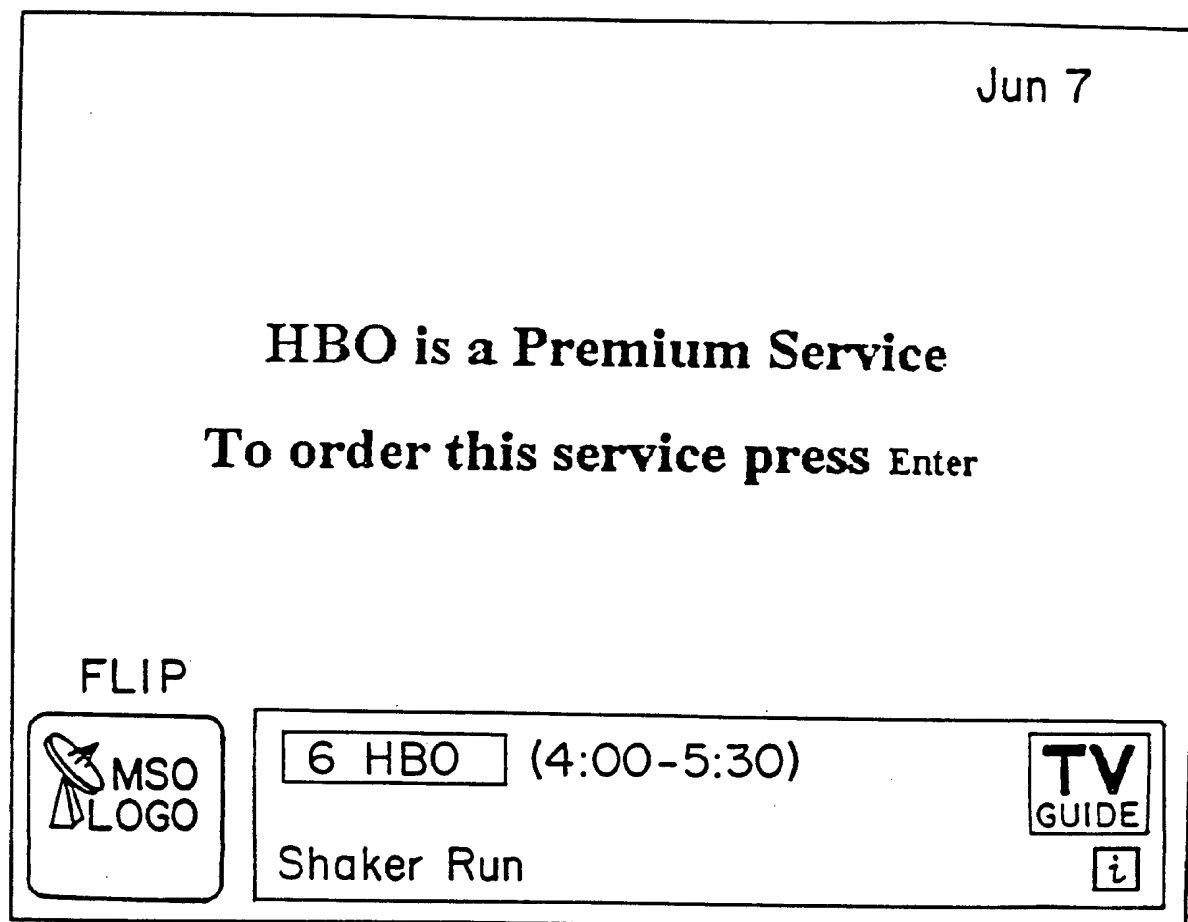 Jun 7
HBO is a Premium Service
To order this service press Enter
FLIP
MSO
LOGO
6 HBO (4:00-5:30)
TV
GUIDE
Shaker Run
i